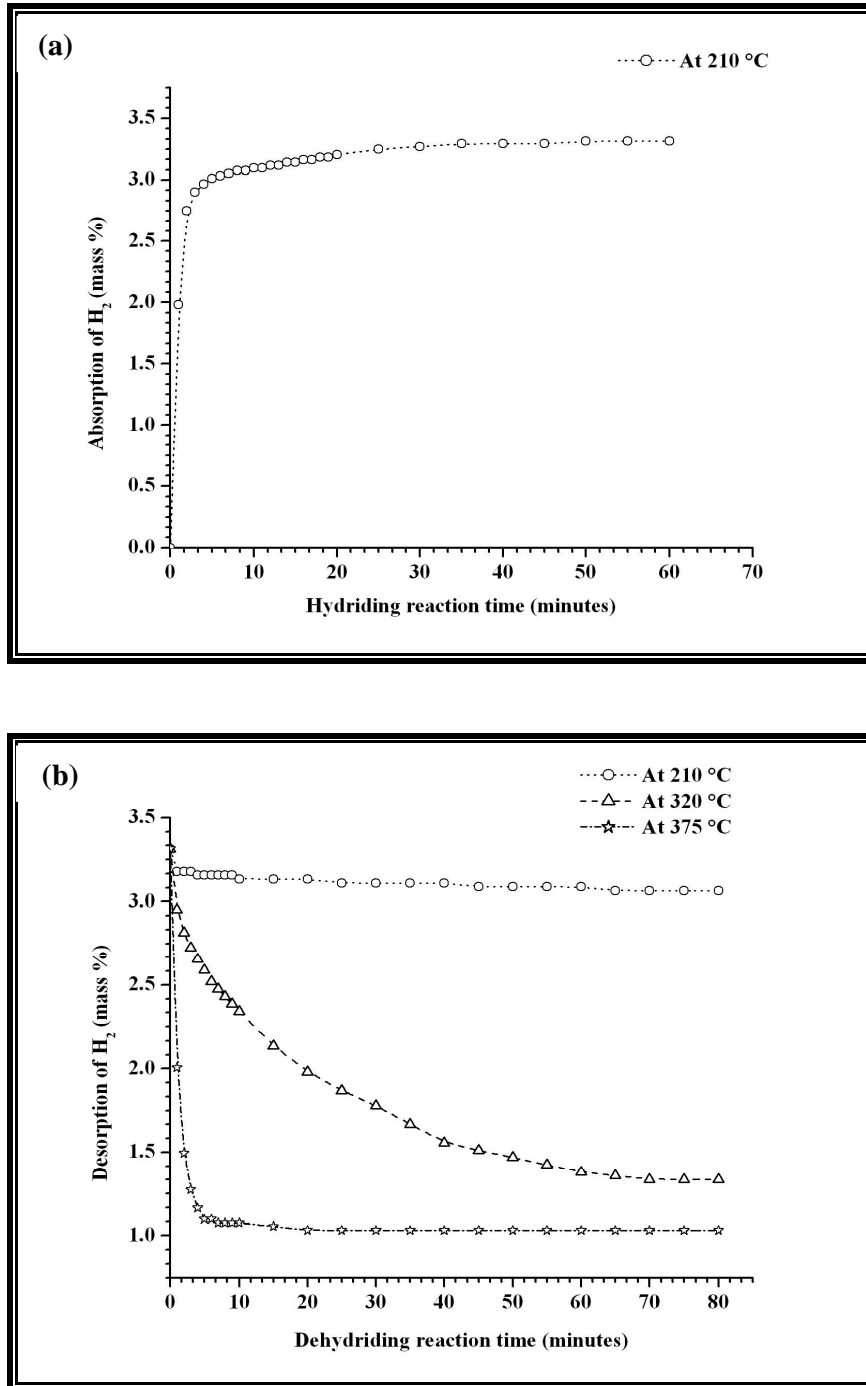 (a)
At 210 °C
3.5
3.0
2.5
2.0
1.5
1.0
0.5
0.0
Absorption of H₂ (mass %)
0 10 20 30 40 50 60 70
Hydriding reaction time (minutes)
(b)
At 210 °C
At 320 °C
At 375 °C
3.5
3.0
2.5
2.0
1.5
1.0
Desorption of H₂ (mass %)
0 10 20 30 40 50 60 70 80
Dehydriding reaction time (minutes)